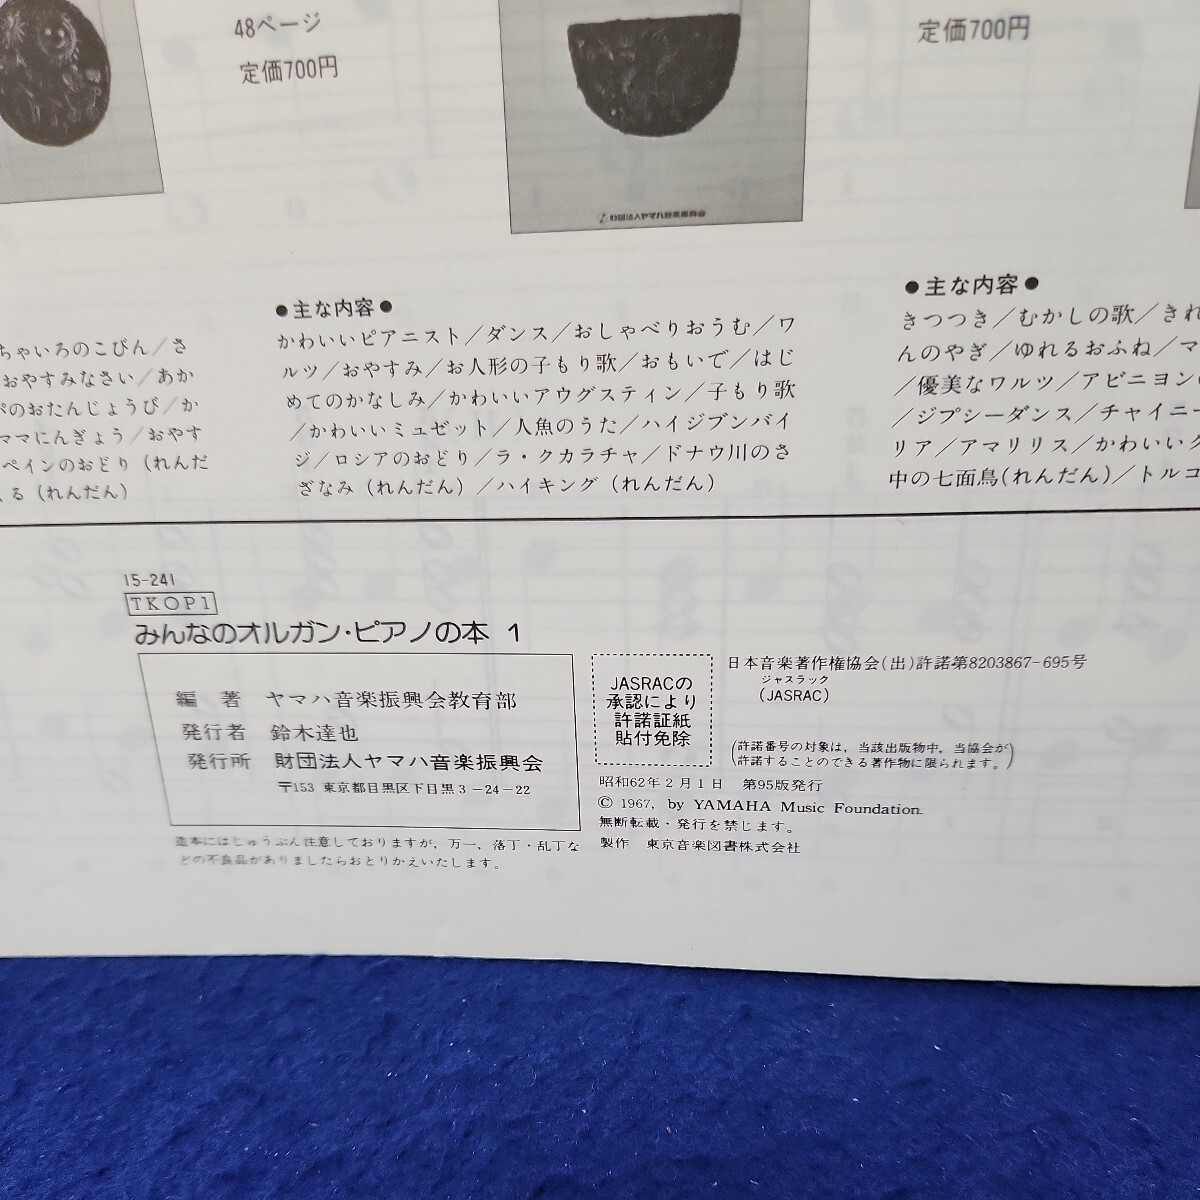 48ページ
定価700円
財団法人ヤマハ音楽振興会
定価700円
ちゃいろのこびん／さ
おやすみなさい／あか
パのおたんじょうび／か
ママにんぎょう／おやす
ペインのおどり（れんだ
る（れんだん）
●主な内容●
かわいいピアニスト／ダンス／おしゃべりおうむ／ワ
ルツ／おやすみ／お人形の子もり歌／おもいで／はじ
めてのかなしみ／かわいいアウグスティン／子もり歌
／かわいいミュゼット／人魚のうた／ハイジブンバイ
ジ／ロシアのおどり／ラ・クカラチャ／ドナウ川のさ
ざなみ（れんだん）／ハイキング（れんだん）
●主な内容●
きつつき／むかしの歌／きれ
んのやぎ／ゆれるおふね／マ
／優美なワルツ／アビニヨンの
／ジプシーダンス／チャイニー
リア／アマリリス／かわいいク
中の七面鳥(れんだん)／トルコ
15-241
TKOP1
みんなのオルガン・ピアノの本 1
編 著 ヤマハ音楽振興会教育部
発行者 鈴木達也
発行所 財団法人ヤマハ音楽振興会
〒153 東京都目黒区下目黒3-24-22
造本にはじゅうぶん注意しておりますが，万一，落丁・乱丁な
どの不良品がありましたらおとりかえいたします。
JASRACの
承認により
許諾証紙
貼付免除
日本音楽著作権協会(出)許諾第8203867-695号
ジャスラック
(JASRAC)
(許諾番号の対象は，当該出版物中，当協会が
許諾することのできる著作物に限られます。)
昭和62年2月1日 第95版発行
© 1967, by YAMAHA Music Foundation.
無断転載・発行を禁じます。
製作 東京音楽図書株式会社